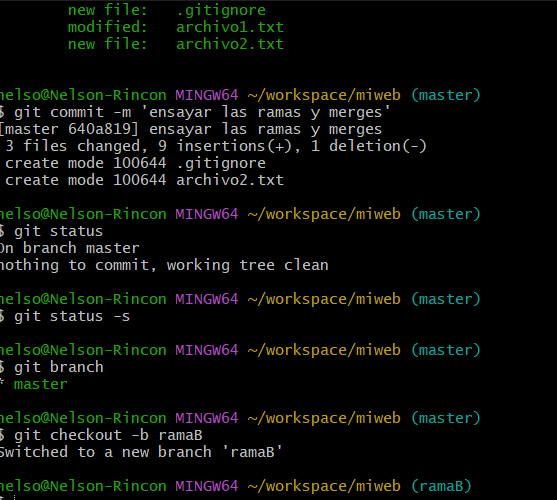 new file:   .gitignore
modified:   archivo1.txt
new file:   archivo2.txt
nelso@Nelson-Rincon MINGW64 ~/workspace/miweb (master)
$ git commit -m 'ensayar las ramas y merges'
[master 640a819] ensayar las ramas y merges
3 files changed, 9 insertions(+), 1 deletion(-)
create mode 100644 .gitignore
create mode 100644 archivo2.txt
nelso@Nelson-Rincon MINGW64 ~/workspace/miweb (master)
$ git status
On branch master
nothing to commit, working tree clean
nelso@Nelson-Rincon MINGW64 ~/workspace/miweb (master)
$ git status -s
nelso@Nelson-Rincon MINGW64 ~/workspace/miweb (master)
$ git branch
* master
nelso@Nelson-Rincon MINGW64 ~/workspace/miweb (master)
$ git checkout -b ramaB
Switched to a new branch 'ramaB'
nelso@Nelson-Rincon MINGW64 ~/workspace/miweb (ramaB)
$